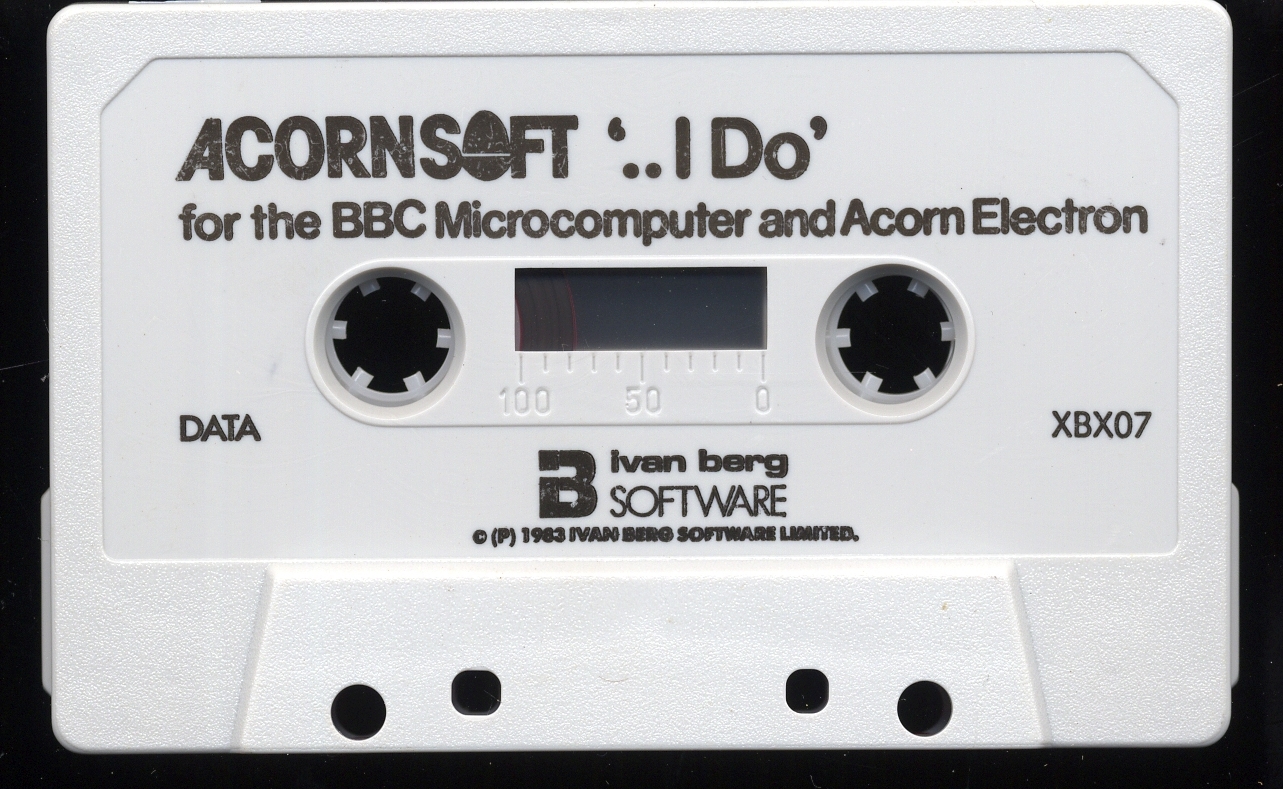 ACORNSOFT ‘..I Do’
for the BBC Microcomputer and Acorn Electron
100 50 0
DATA
XBX07
B ivan berg
SOFTWARE
© (P) 1983 IVAN BERG SOFTWARE LIMITED.